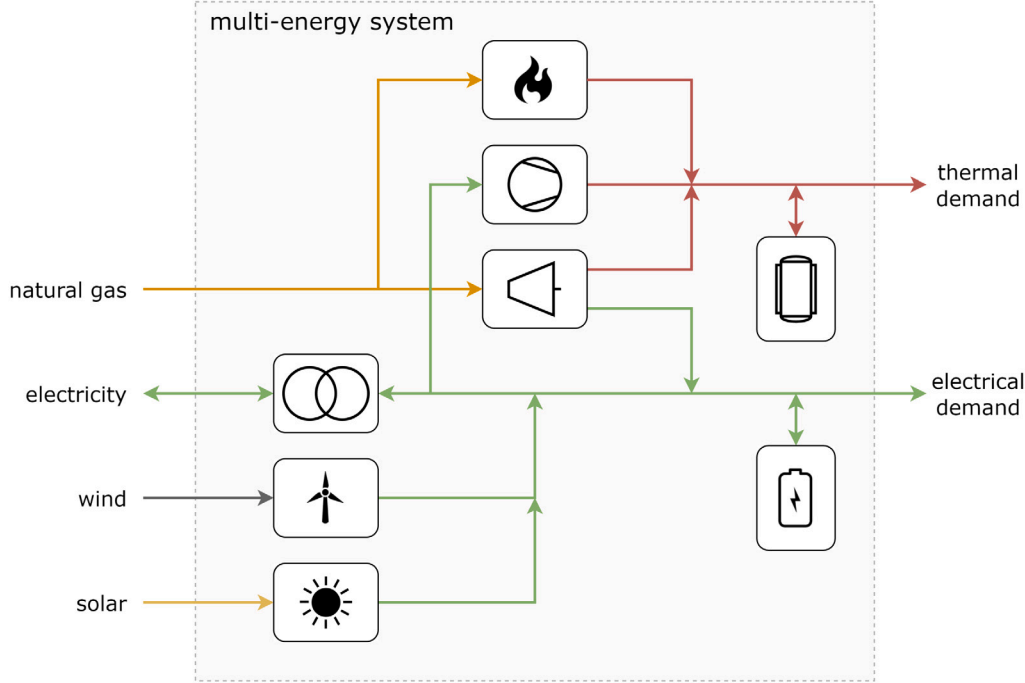 multi-energy system
thermal
demand
natural gas
electricity
electrical
demand
wind
solar